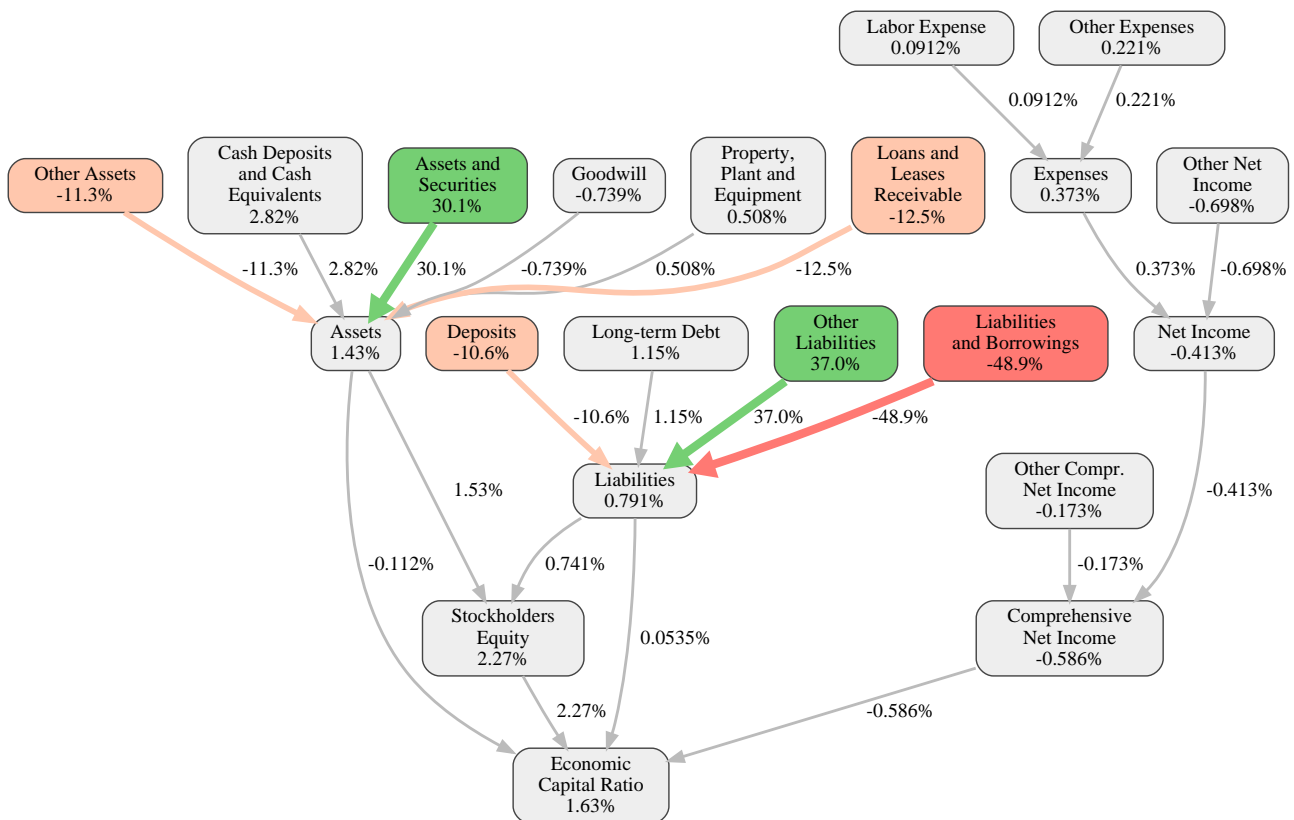 Labor Expense
0.0912%
Other Expenses
0.221%
0.0912%
0.221%
Other Assets
-11.3%
Cash Deposits
and Cash
Equivalents
2.82%
Assets and
Securities
30.1%
Goodwill
-0.739%
Property,
Plant and
Equipment
0.508%
Loans and
Leases
Receivable
-12.5%
Expenses
0.373%
Other Net
Income
-0.698%
-11.3%
2.82%
30.1%
-0.739%
0.508%
-12.5%
0.373%
-0.698%
Assets
1.43%
Deposits
-10.6%
Long-term Debt
1.15%
Other
Liabilities
37.0%
Liabilities
and Borrowings
-48.9%
Net Income
-0.413%
-10.6%
1.15%
37.0%
-48.9%
1.53%
Liabilities
0.791%
Other Compr.
Net Income
-0.173%
-0.413%
-0.112%
0.741%
-0.173%
Stockholders
Equity
2.27%
0.0535%
Comprehensive
Net Income
-0.586%
2.27%
-0.586%
Economic
Capital Ratio
1.63%